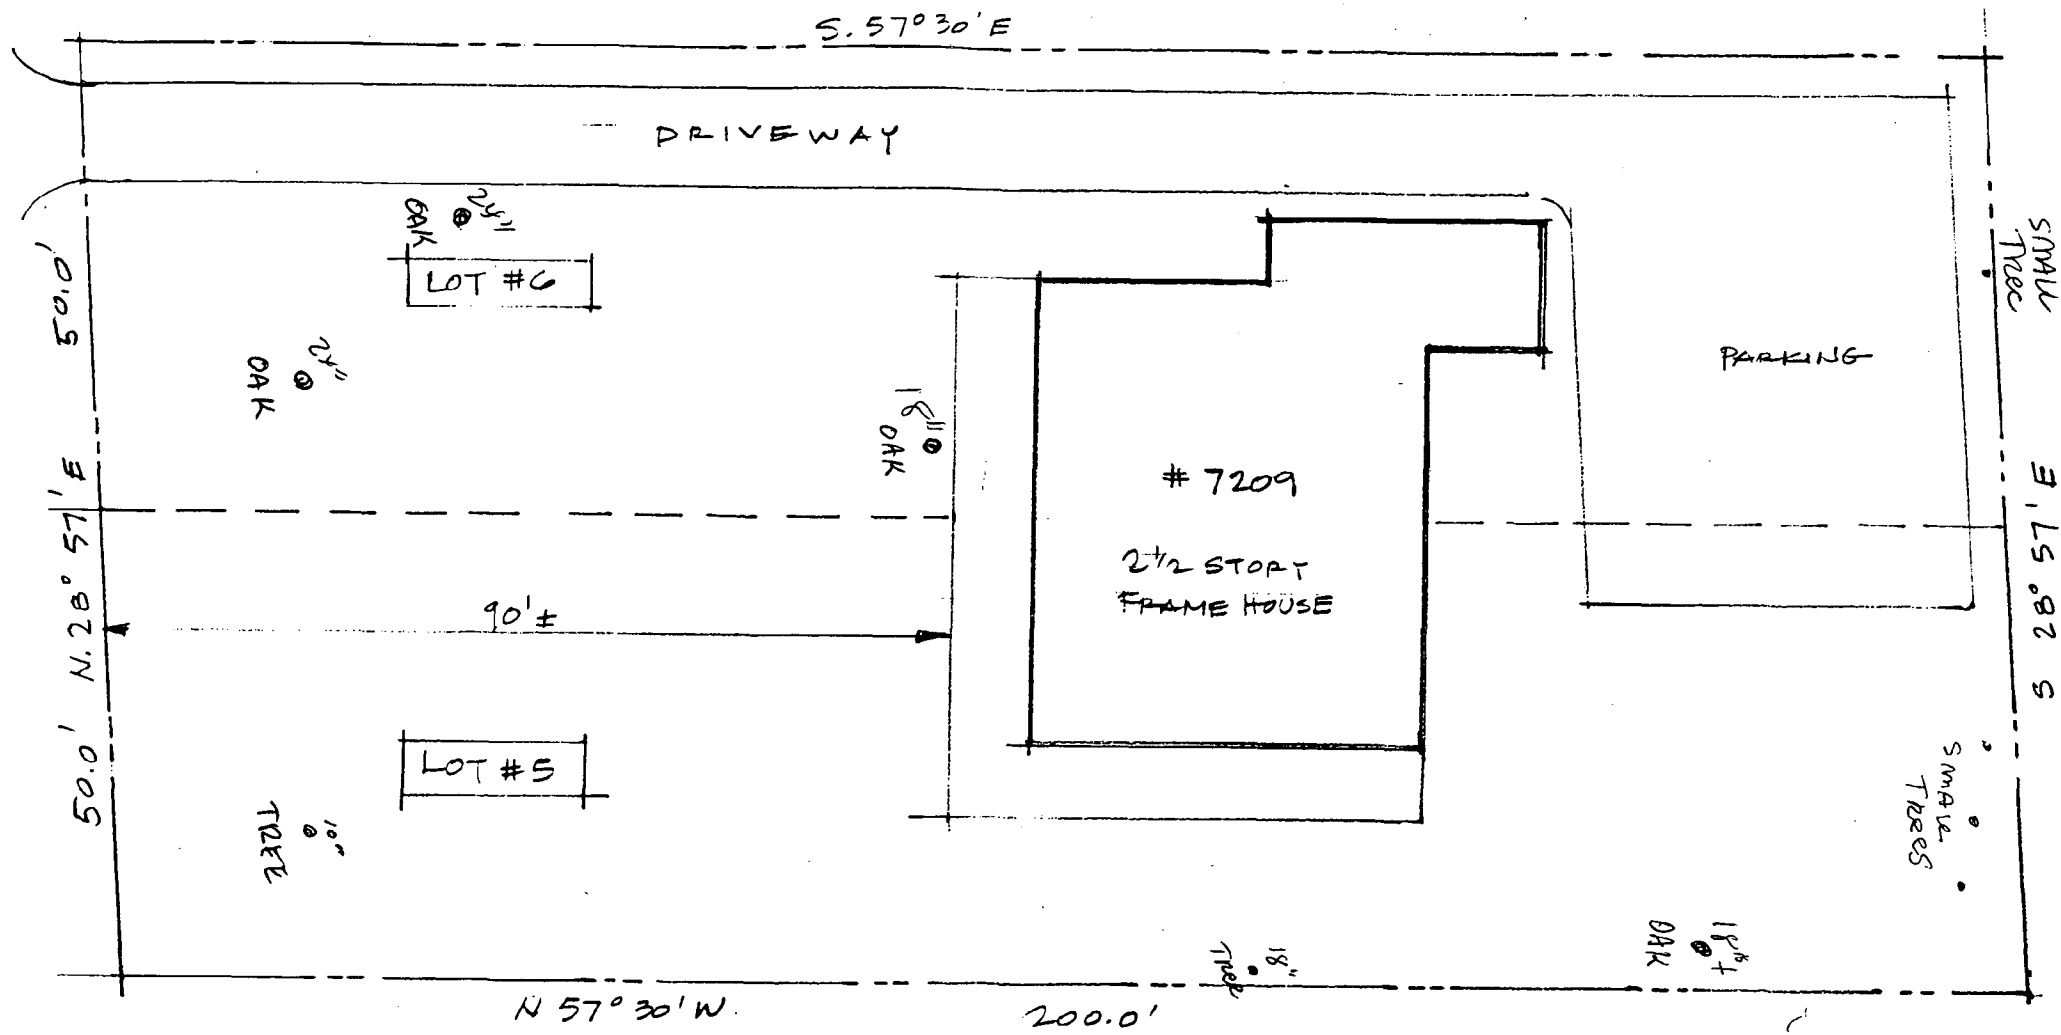 S. 57° 30' E
DRIVEWAY
24"
OAK
LOT #6
50.0'
SMALL
TREE
24"
OAK
PARKING
18"
OAK
# 7209
N. 28° 57' E
S 28° 57' E
2 1/2 STORY
FRAME HOUSE
90' ±
50.0'
LOT #5
SMALL
TREES
10"
TREE
18" ±
OAK
18"
TREE
N 57° 30' W.
200.0'